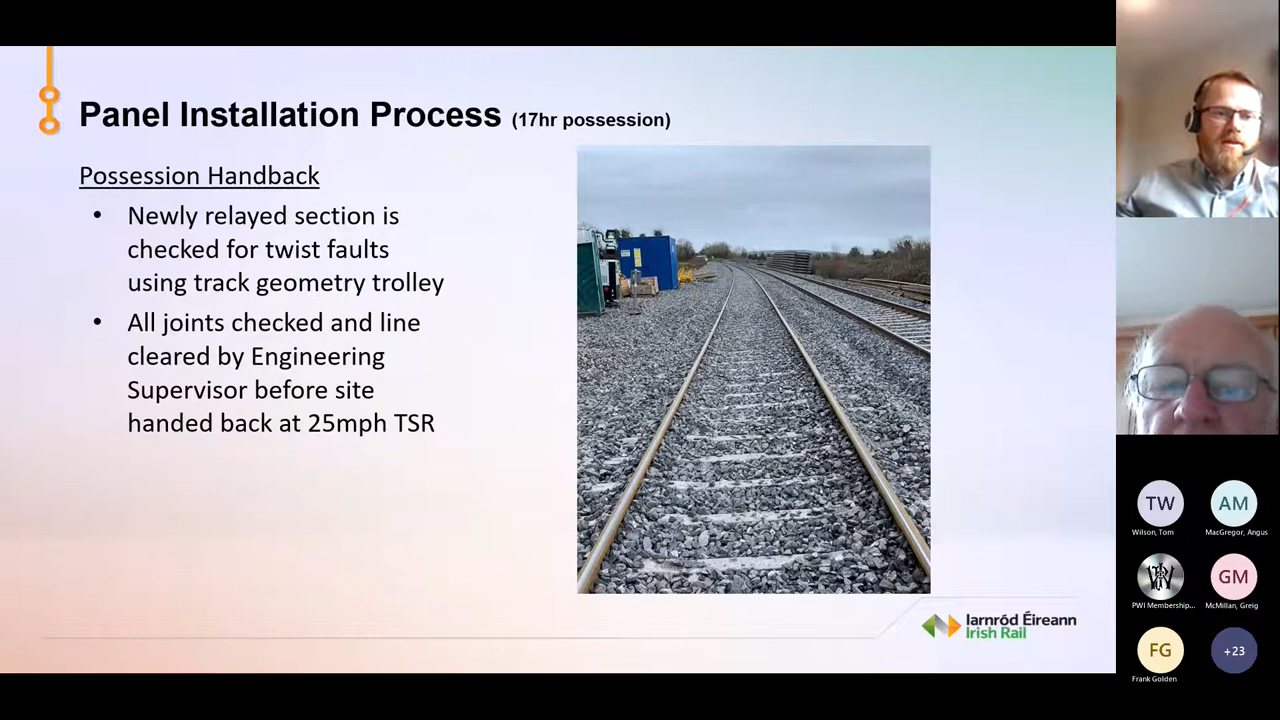 Panel Installation Process (17hr possession)
Possession Handback
• Newly relayed section is
checked for twist faults
using track geometry trolley
• All joints checked and line
cleared by Engineering
Supervisor before site
handed back at 25mph TSR
Iarnród Éireann
Irish Rail
TW
AM
Wilson, Tom
MacGregor, Angus
GM
PWI Membership...
McMillan, Greig
FG
+23
Frank Golden